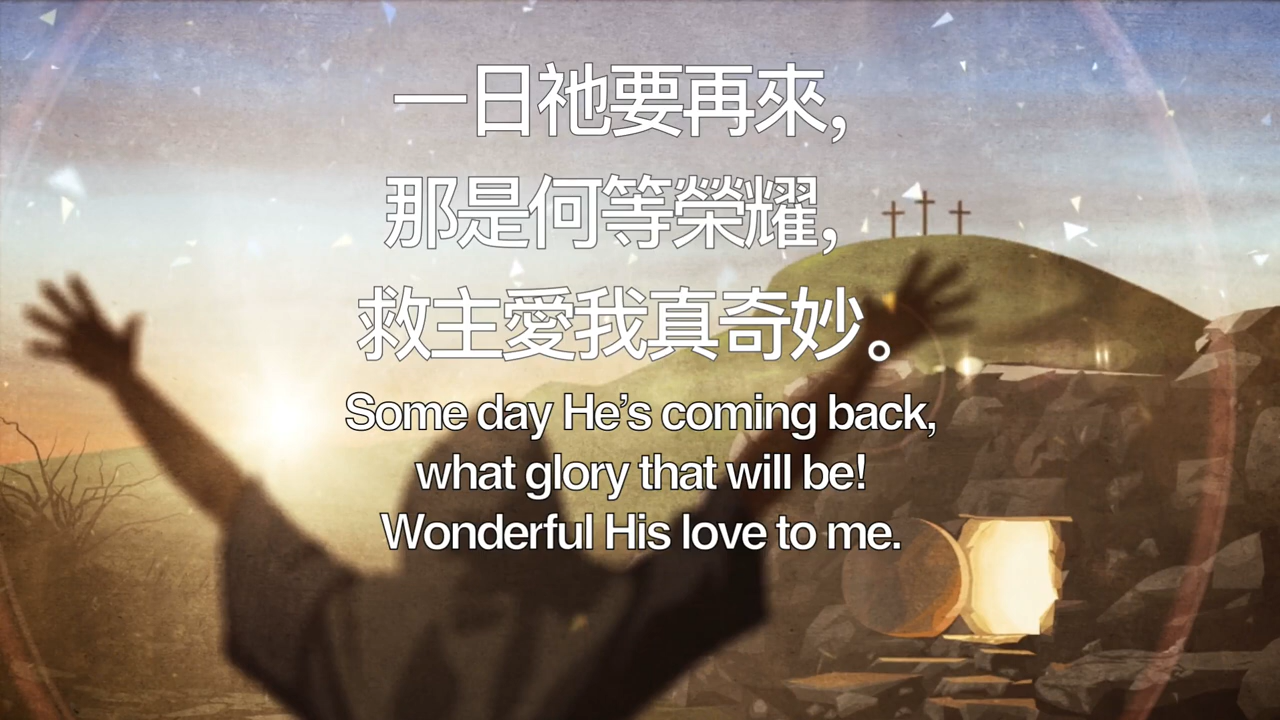 一日祂要再來,
那是何等榮耀,
救主愛我真奇妙。
Some day He’s coming back,
what glory that will be!
Wonderful His love to me.